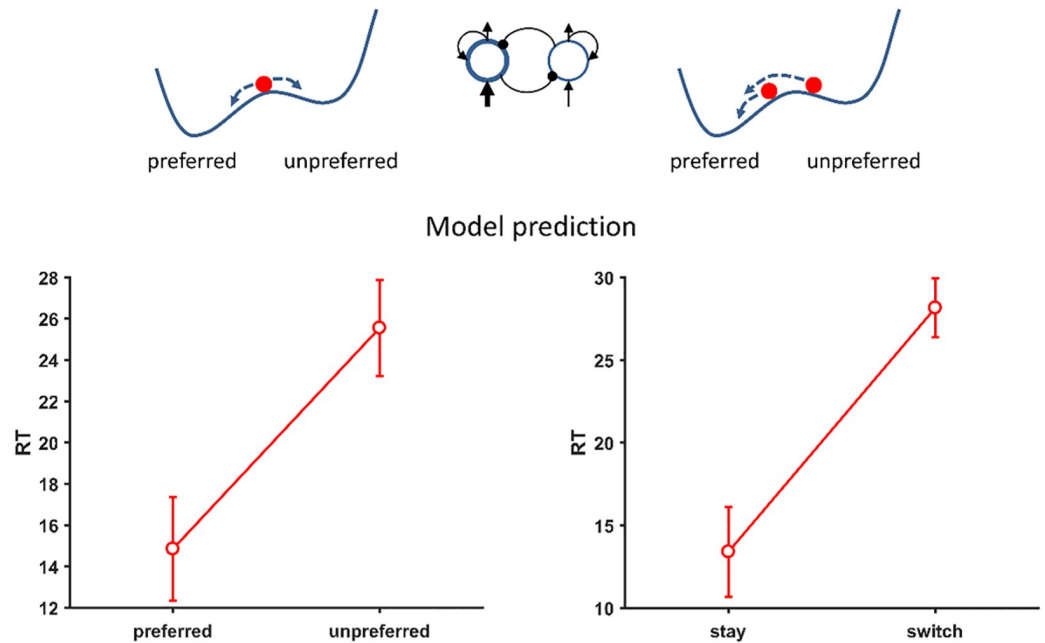 preferred unpreferred
preferred unpreferred
Model prediction
28
26
24
22
20
18
16
14
12
RT
preferred unpreferred
30
25
20
15
10
RT
stay switch